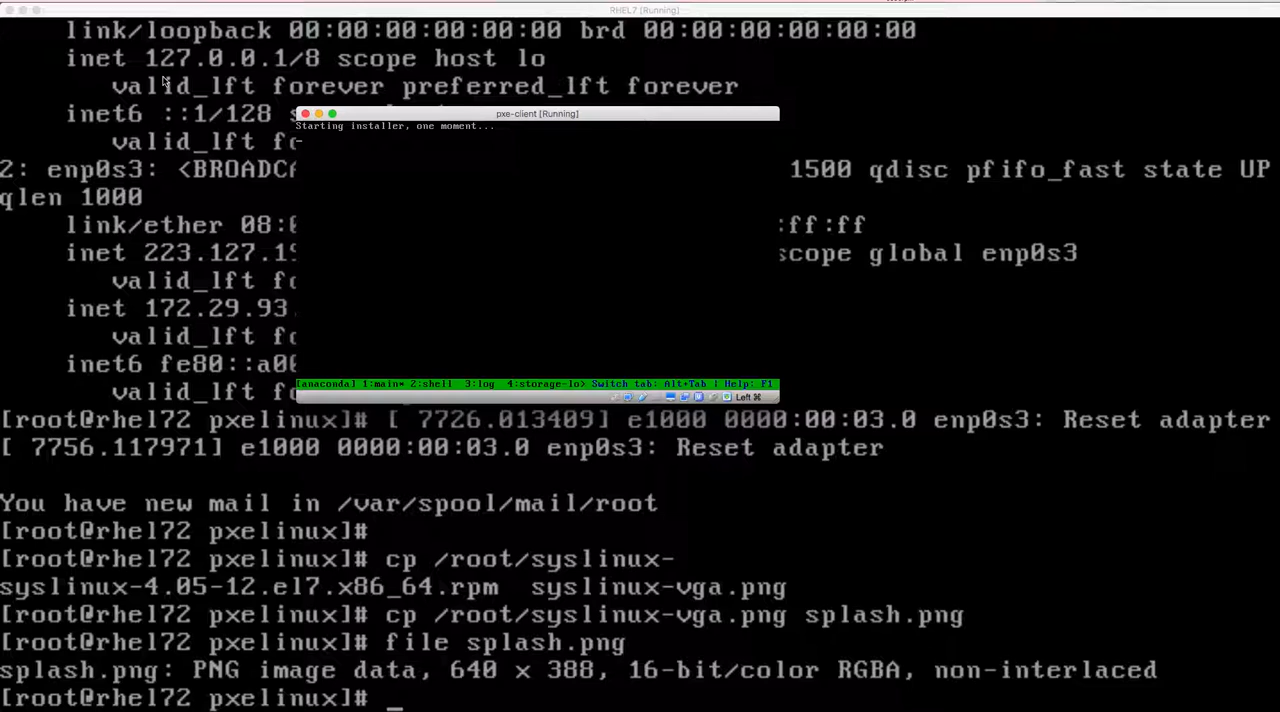 RHEL7 [Running]
link/loopback 00:00:00:00:00:00 brd 00:00:00:00:00:00
inet 127.0.0.1/8 scope host lo
valid_lft forever preferred_lft forever
inet6 ::1/128
valid_lft
pxe-client [Running]
Starting installer, one moment...
2: enp0s3: <BROADCA 1500 qdisc pfifo_fast state UP
qlen 1000
link/ether 08: :ff:ff
inet 223.127.19 scope global enp0s3
valid_lft
inet 172.29.93.
valid_lft
inet6 fe80::a00
valid_lft
[anaconda] 1:main* 2:shell 3:log 4:storage-lo> Switch tab: Alt+Tab | Help: F1
Left ⌘
[root@rhel72 pxelinux]# [ 7726.013409] e1000 0000:00:03.0 enp0s3: Reset adapter
[ 7756.117971] e1000 0000:00:03.0 enp0s3: Reset adapter
You have new mail in /var/spool/mail/root
[root@rhel72 pxelinux]#
[root@rhel72 pxelinux]# cp /root/syslinux-
syslinux-4.05-12.el7.x86_64.rpm syslinux-vga.png
[root@rhel72 pxelinux]# cp /root/syslinux-vga.png splash.png
[root@rhel72 pxelinux]# file splash.png
splash.png: PNG image data, 640 x 388, 16-bit/color RGBA, non-interlaced
[root@rhel72 pxelinux]# _